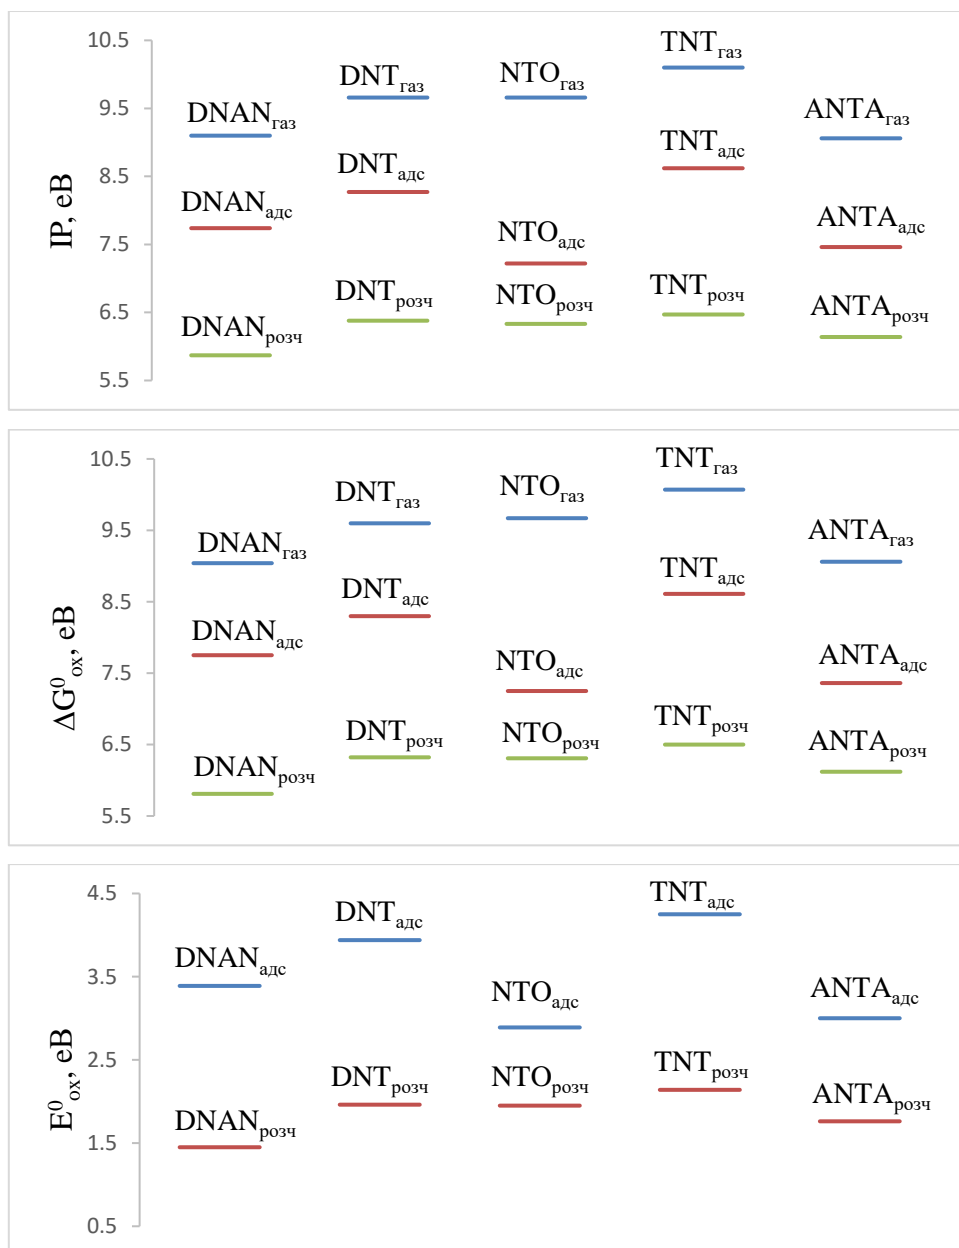 10.5
9.5
8.5
7.5
6.5
5.5
IP, еВ
DNANгаз
DNTгаз
NTOгаз
TNTгаз
ANTAгаз
DNANадс
DNTадс
NTOадс
TNTадс
ANTAадс
DNANрозч
DNTрозч
NTOрозч
TNTрозч
ANTAрозч
10.5
9.5
8.5
7.5
6.5
5.5
ΔG⁰ox, еВ
DNANгаз
DNTгаз
NTOгаз
TNTгаз
ANTAгаз
DNANадс
DNTадс
NTOадс
TNTадс
ANTAадс
DNANрозч
DNTрозч
NTOрозч
TNTрозч
ANTAрозч
4.5
3.5
2.5
1.5
0.5
E⁰ox, еВ
DNANадс
DNTадс
NTOадс
TNTадс
ANTAадс
DNANрозч
DNTрозч
NTOрозч
TNTрозч
ANTAрозч